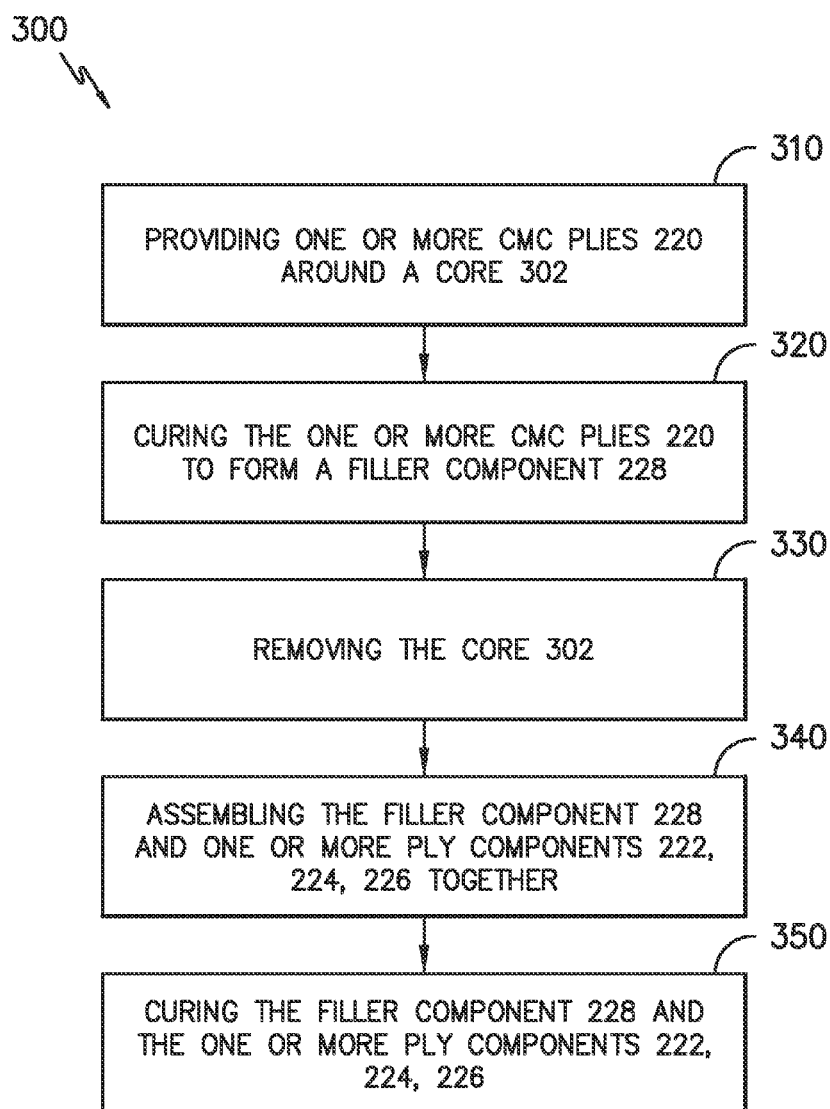 300
310
PROVIDING ONE OR MORE CMC PLIES 220
AROUND A CORE 302
320
CURING THE ONE OR MORE CMC PLIES 220
TO FORM A FILLER COMPONENT 228
330
REMOVING THE CORE 302
340
ASSEMBLING THE FILLER COMPONENT 228
AND ONE OR MORE PLY COMPONENTS 222,
224, 226 TOGETHER
350
CURING THE FILLER COMPONENT 228 AND
THE ONE OR MORE PLY COMPONENTS 222,
224, 226